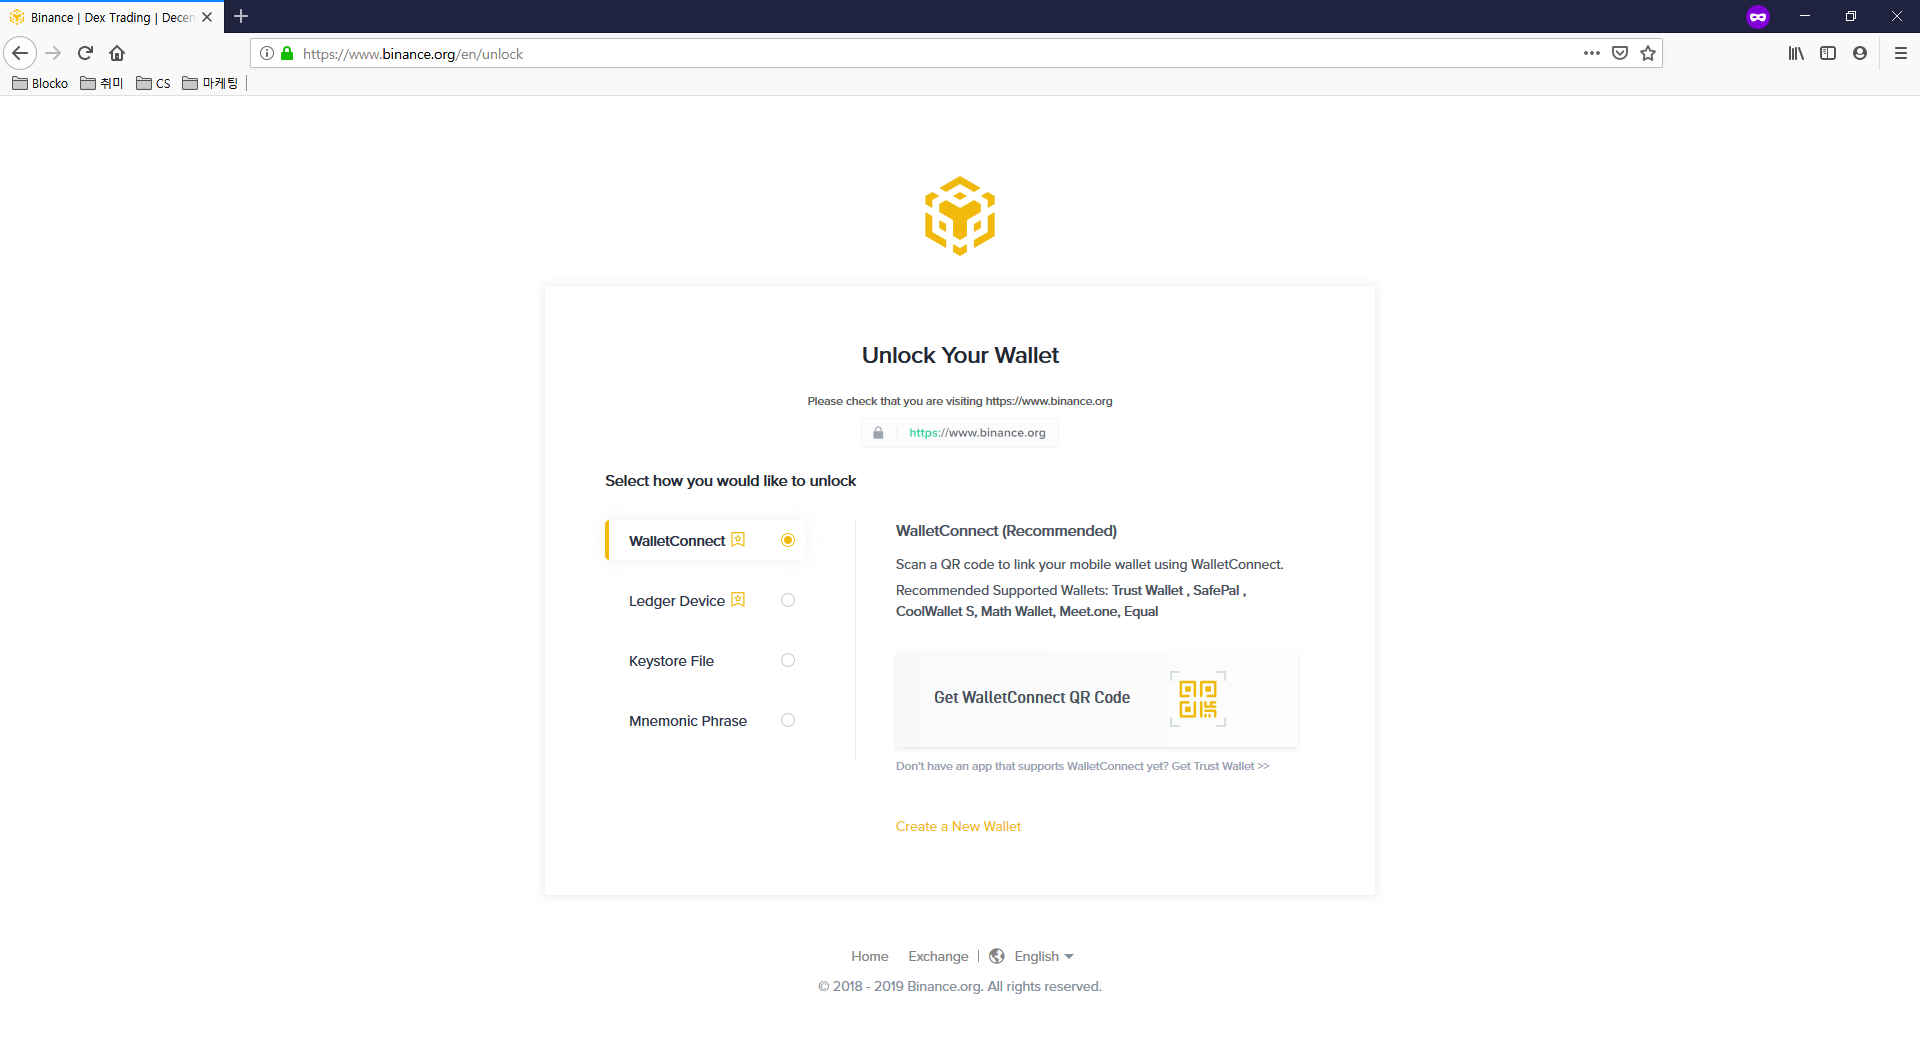 Binance | Dex Trading | Decen
https://www.binance.org/en/unlock
Blocko 취미 CS 마케팅
Unlock Your Wallet
Please check that you are visiting https://www.binance.org
https://www.binance.org
Select how you would like to unlock
WalletConnect
Ledger Device
Keystore File
Mnemonic Phrase
WalletConnect (Recommended)
Scan a QR code to link your mobile wallet using WalletConnect.
Recommended Supported Wallets: Trust Wallet , SafePal ,
CoolWallet S, Math Wallet, Meet.one, Equal
Get WalletConnect QR Code
Don't have an app that supports WalletConnect yet? Get Trust Wallet >>
Create a New Wallet
Home Exchange | English
© 2018 - 2019 Binance.org. All rights reserved.